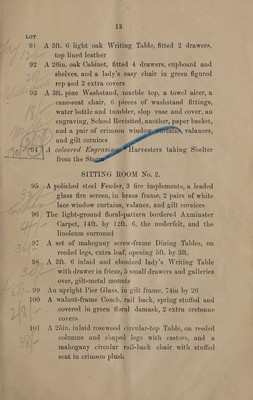 13
LOT
91 A 3ft. 6 light oak Writing Table, fitted 2 drawers,
top lined leather
92 A 26in. oak Cabinet, fitted 4 drawers, cupboard and
shelves, and a lady's easy chair in green figured
rep and 2 extra covers
93 A 3ft. pine Washstand, marble top, a towel airer, a
cane-seat chair, 6 pieces of washstand fittings,
water bottle and tumbler, slop vase and cover, an
engraving, School Revisited, another, paper basket,
and a pair of crimson window curtains, valances,
and gilt cornices
94 A coloured Engraving Harvesters taking Shelter
from the Storm
SITTING ROOM No. 2.
95 A polished steel Fender, 3 fire implements, a leaded
glass fire screen, in brass frame, 2 pairs of white
lace window curtains, valance, and gilt cornices
96 The light-ground floral-pattern bordered Axminster
Carpet, 14ft. by 12ft. 6, the underfelt, and the
linoleum surround
97 A set of mahogany screw-frame Dining Tables, on
reeded legs, extra leaf, opening 5ft. by 3ft.
98 A 3ft. 6 inlaid and ebonized lady's Writing Table
with drawer in frieze, 5 small drawers and galleries
over, gilt-metal mounts
99 An upright Pier Glass, in gilt frame, 74in by 26
100 A walnut-frame Couch, rail back, spring stuffed and
covered in green floral damask, 2 extra cretonne
covers
101 A 25in. inlaid rosewood circular-top Table, on reeded
columns and shaped legs with castors, and a
mahogany circular rail-back chair with stuffed
seat in crimson plush